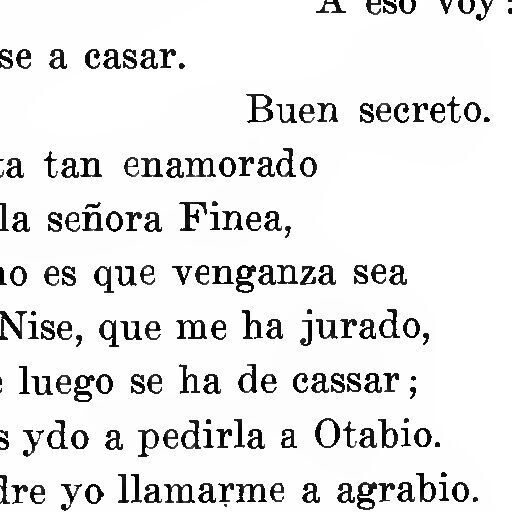 A eso voy:
se a casar.
Buen secreto.
ta tan enamorado
la señora Finea,
no es que venganza sea
Nise, que me ha jurado,
e luego se ha de cassar;
s ydo a pedirla a Otabio.
dre yo llamarme a agrabio.